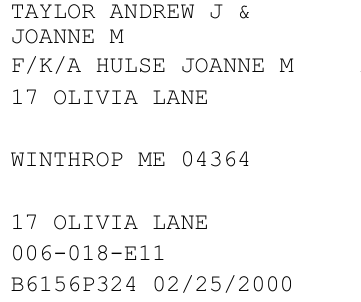 TAYLOR ANDREW J &
JOANNE M
F/K/A HULSE JOANNE M
17 OLIVIA LANE
WINTHROP ME 04364
17 OLIVIA LANE
006-018-E11
B6156P324 02/25/2000